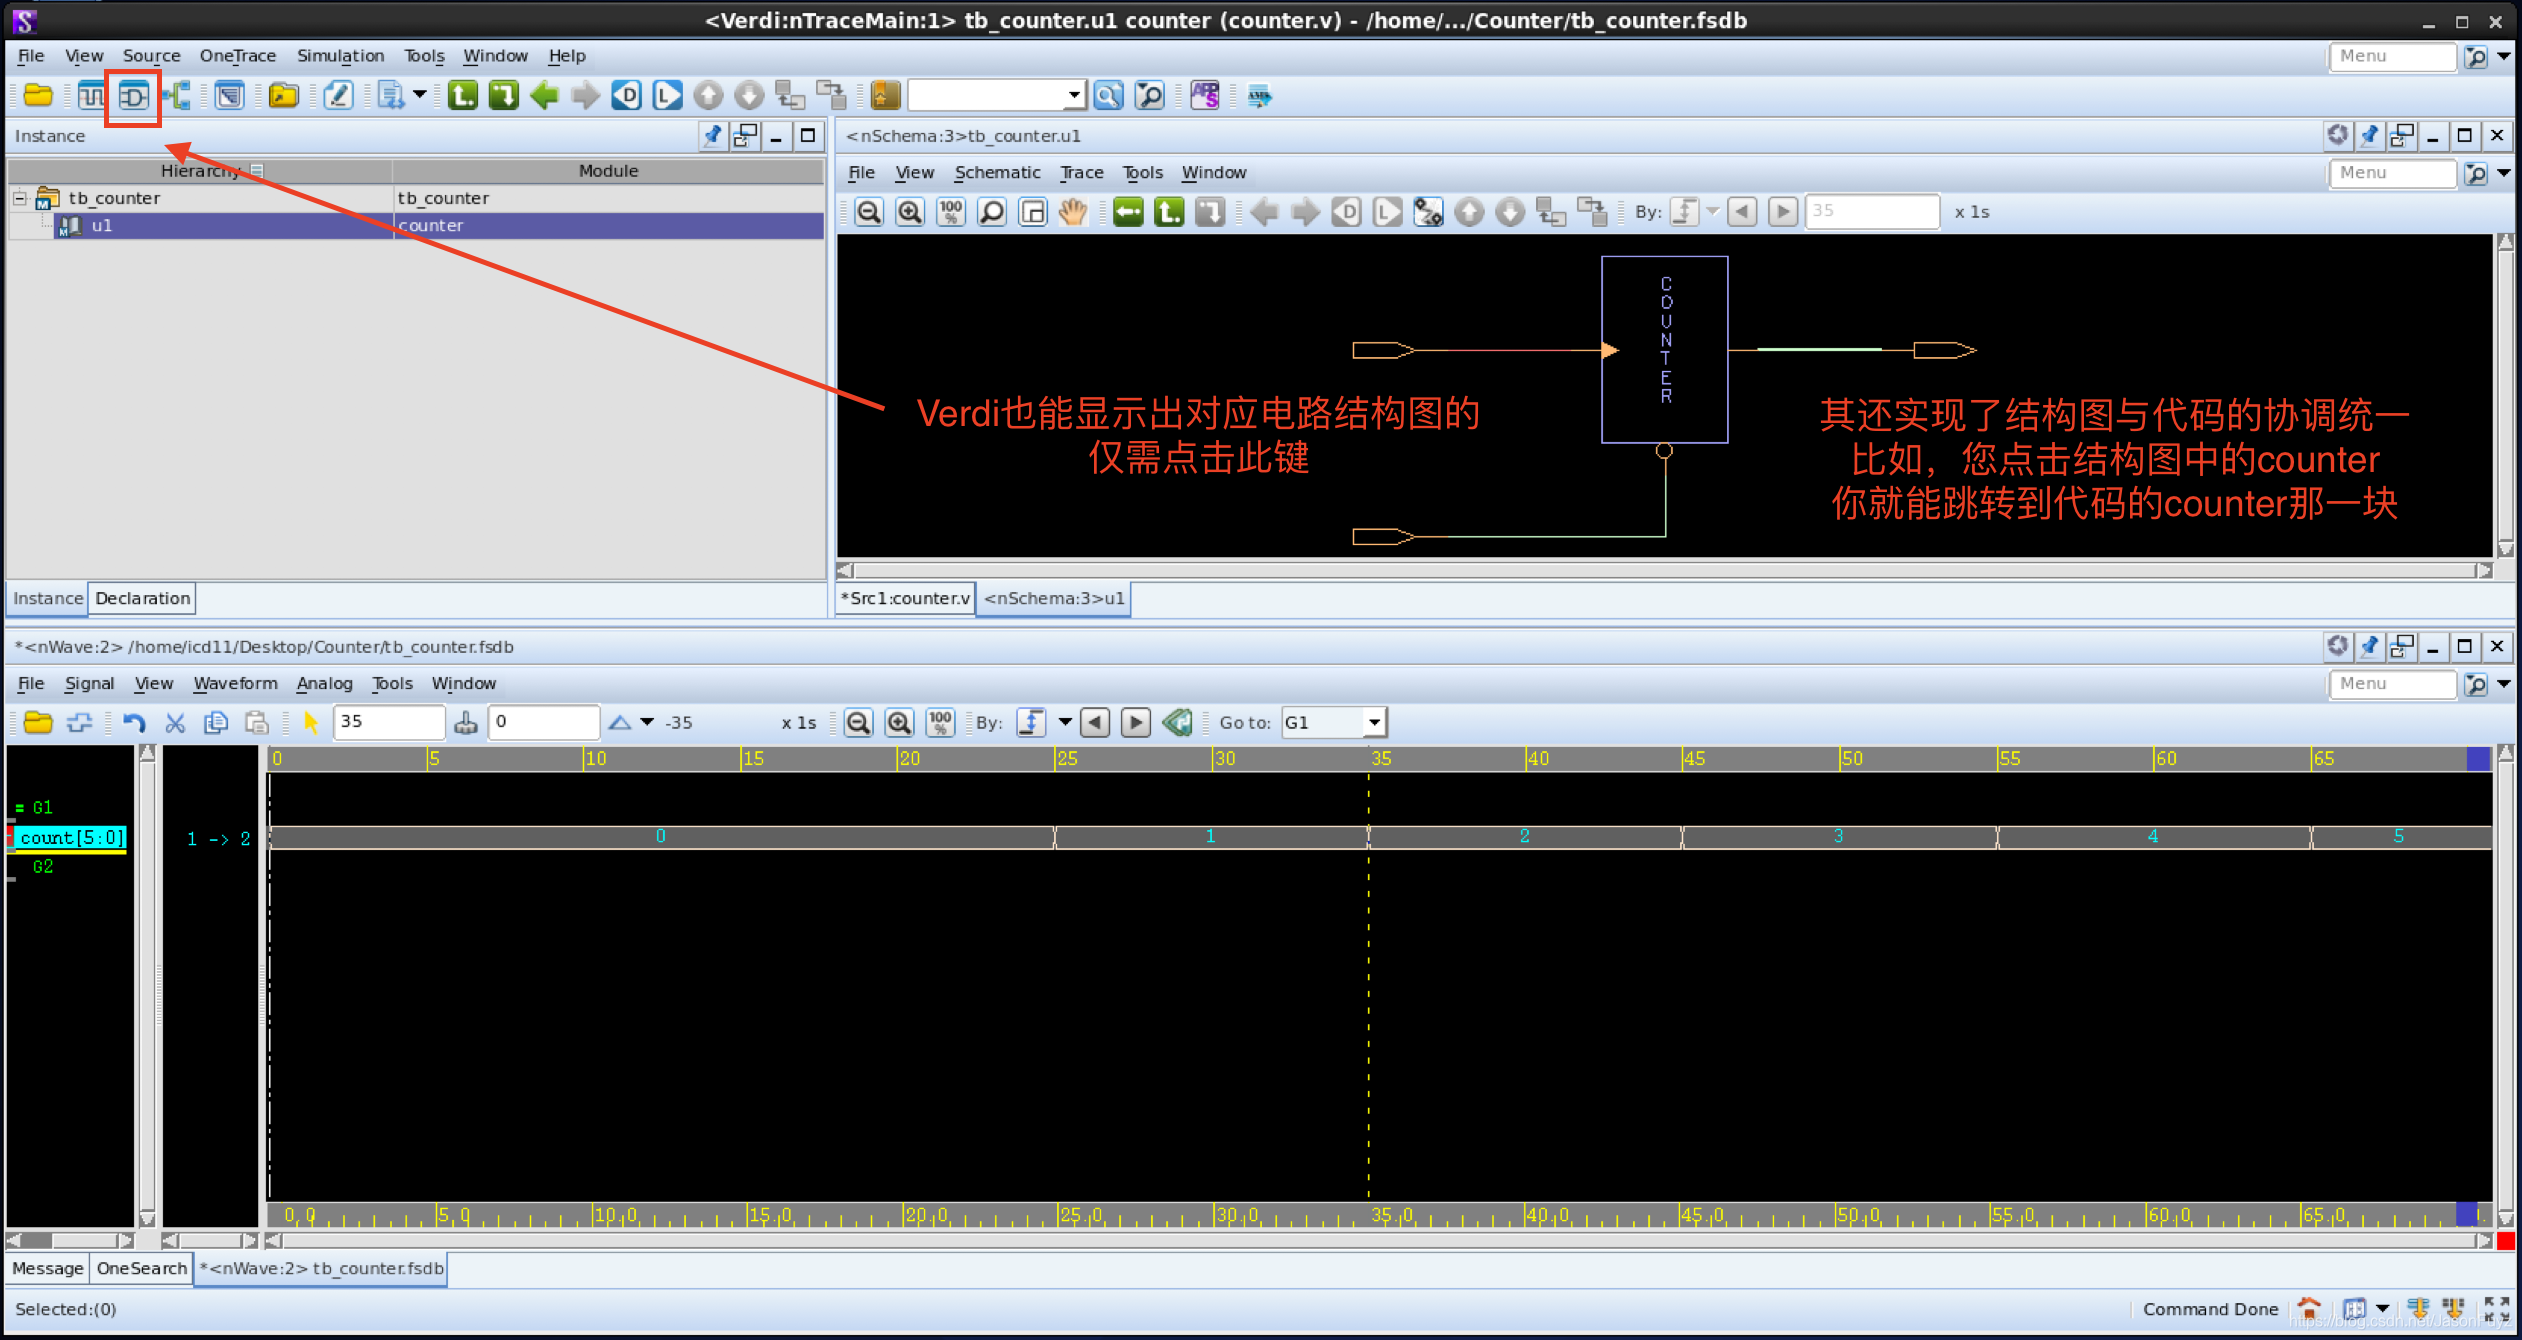 <Verdi:nTraceMain:1> tb_counter.u1 counter (counter.v) - /home/.../Counter/tb_counter.fsdb
File View Source OneTrace Simulation Tools Window Help Menu
Instance
Hierarchy Module
tb_counter tb_counter
u1 counter
Instance Declaration
<nSchema:3>tb_counter.u1
File View Schematic Trace Tools Window Menu
100 % By: 35 x 1s
COUNTER
Verdi也能显示出对应电路结构图的
仅需点击此键
其还实现了结构图与代码的协调统一
比如，您点击结构图中的counter
你就能跳转到代码的counter那一块
*Src1:counter.v <nSchema:3>u1
*<nWave:2> /home/icd11/Desktop/Counter/tb_counter.fsdb
File Signal View Waveform Analog Tools Window Menu
35 0 -35 x 1s 100 % By: Go to: G1
0 5 10 15 20 25 30 35 40 45 50 55 60 65
= G1
count[5:0] 1 -> 2 0 1 2 3 4 5
G2
0.0 5.0 10.0 15.0 20.0 25.0 30.0 35.0 40.0 45.0 50.0 55.0 60.0 65.0
Message OneSearch *<nWave:2> tb_counter.fsdb
Selected:(0) Command Done